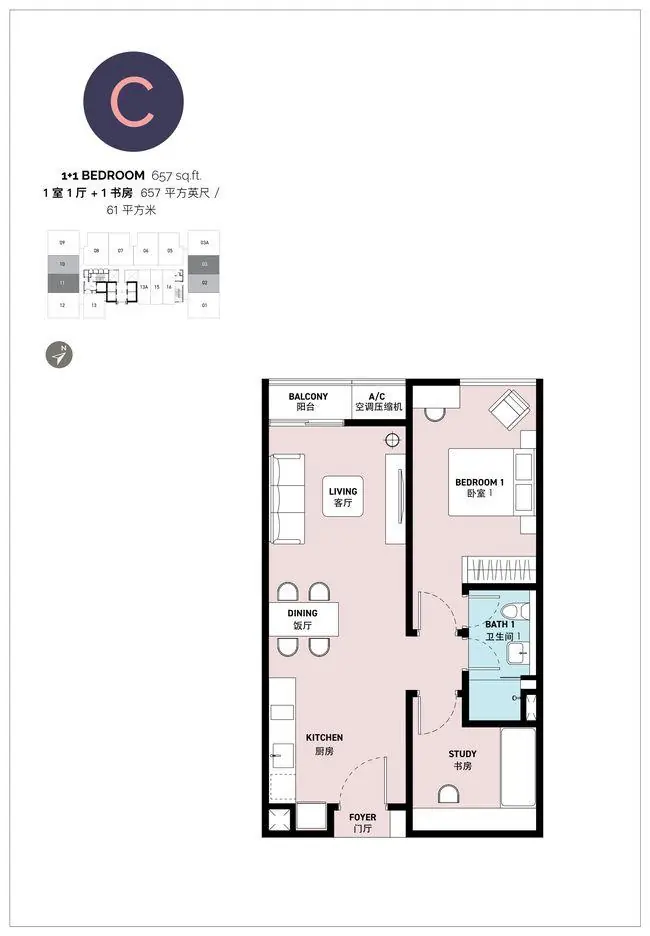 C
1+1 BEDROOM 657 sq.ft.
1 室 1 厅 + 1 书房 657 平方英尺 /
61 平方米
09
08
07
06
05
03A
10
03
11
02
12
13
13A
15
16
01
N
BALCONY
阳台
A/C
空调压缩机
LIVING
客厅
BEDROOM 1
卧室 1
DINING
饭厅
BATH 1
卫生间 1
KITCHEN
厨房
STUDY
书房
FOYER
门厅